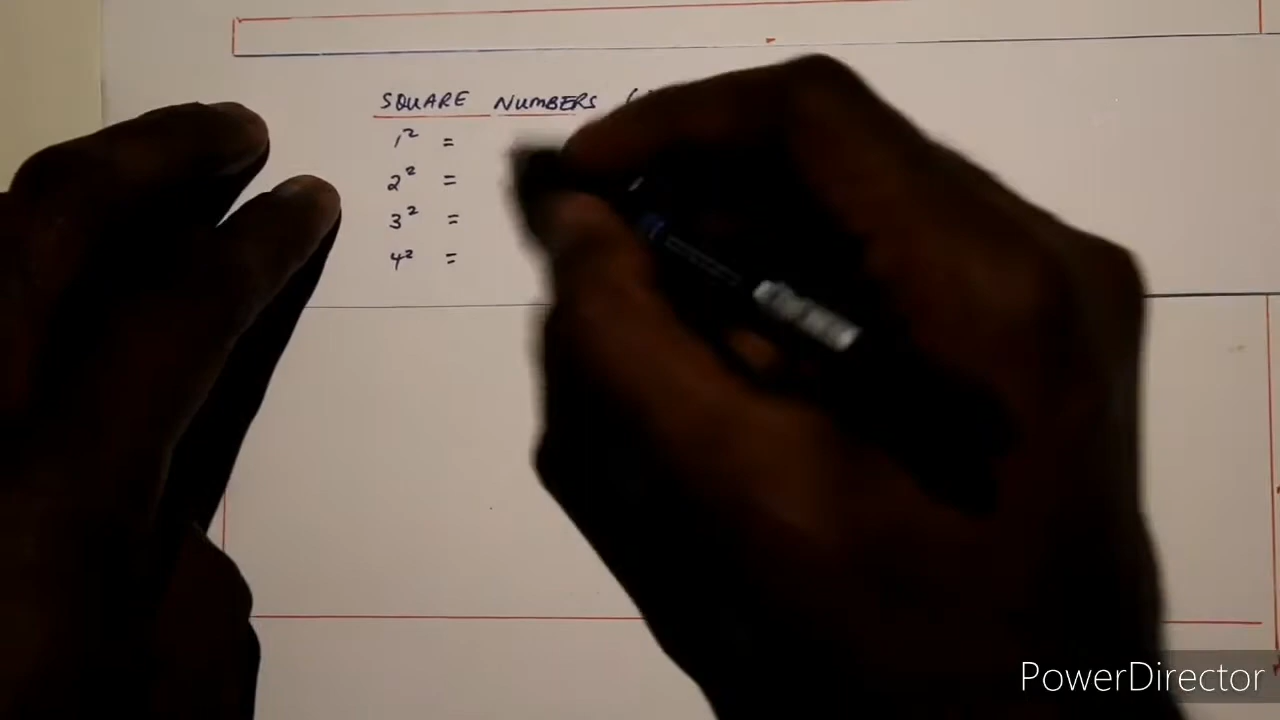 SQUARE NUMBERS (
1² =
2² =
3² =
4² =
PowerDirector